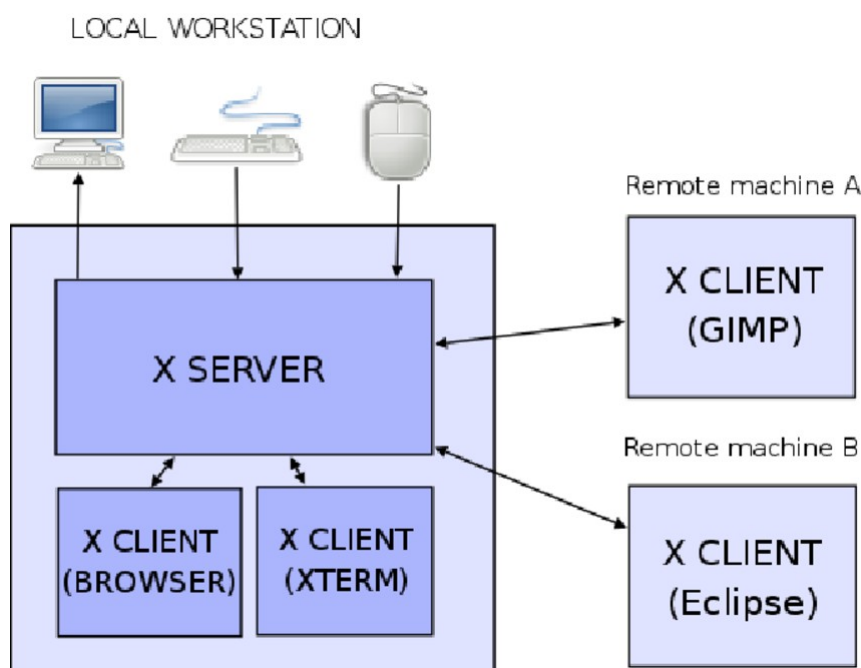 LOCAL WORKSTATION
Remote machine A
X CLIENT
(GIMP)
X SERVER
Remote machine B
X CLIENT
(BROWSER)
X CLIENT
(XTERM)
X CLIENT
(Eclipse)